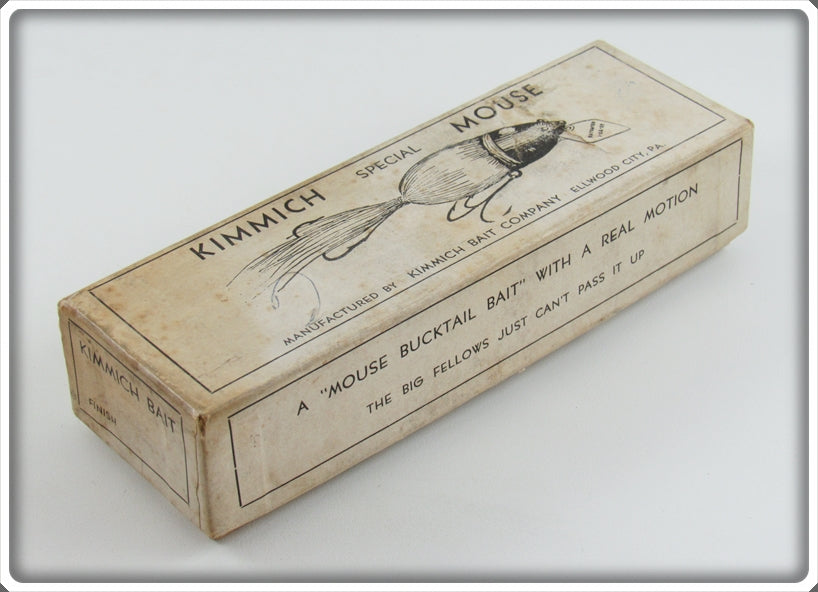 KIMMICH SPECIAL MOUSE
MANUFACTURED BY KIMMICH BAIT COMPANY ELLWOOD CITY, PA.
A "MOUSE BUCKTAIL BAIT" WITH A REAL MOTION
THE BIG FELLOWS JUST CAN'T PASS IT UP
KIMMICH BAIT
FINISH